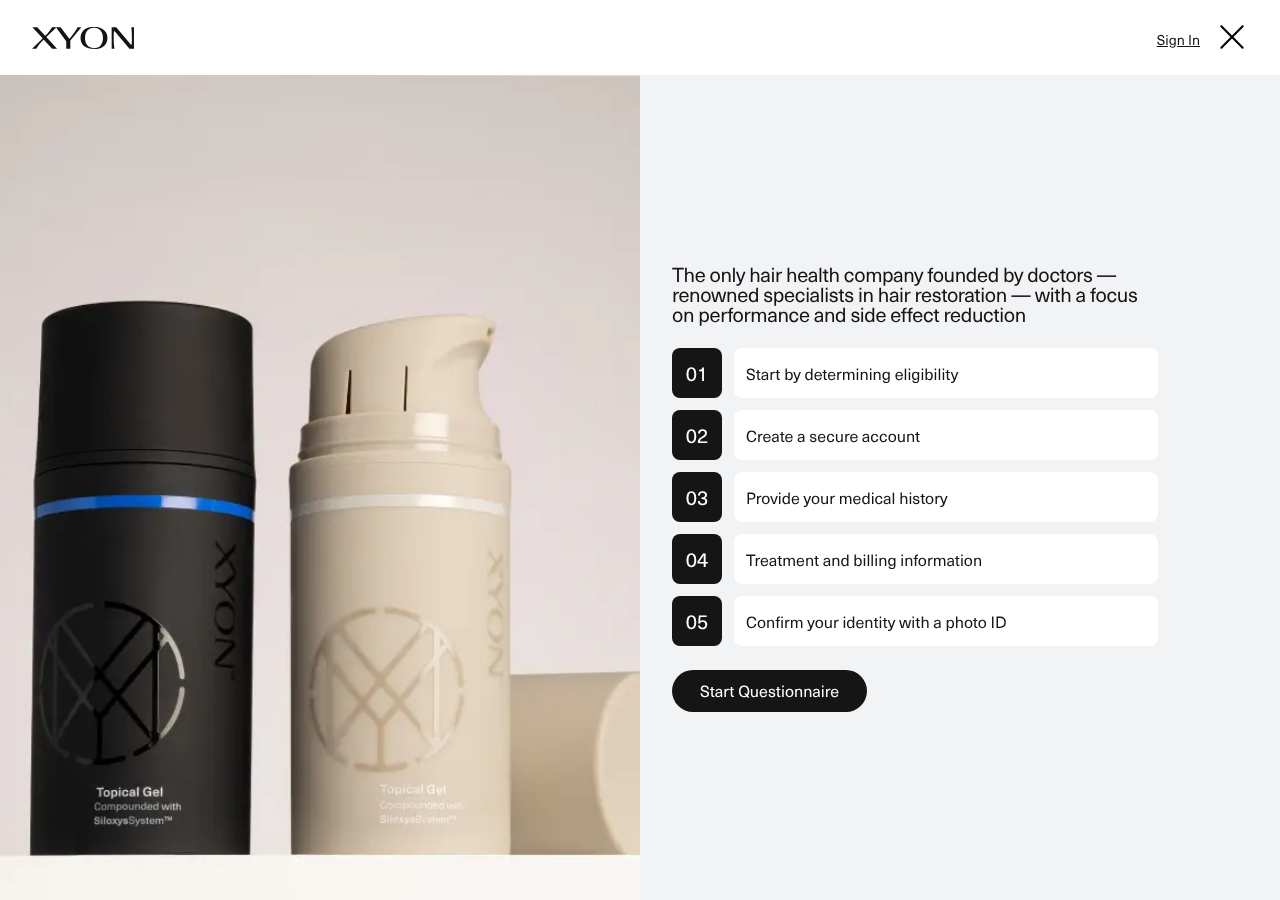 XYON
Sign In
The only hair health company founded by doctors —
renowned specialists in hair restoration — with a focus
on performance and side effect reduction
01 Start by determining eligibility
02 Create a secure account
03 Provide your medical history
04 Treatment and billing information
05 Confirm your identity with a photo ID
Start Questionnaire
XYON
Topical Gel
Compounded with
SiloxysSystem™
XYON
Topical Gel
Compounded with
SiloxysSystem™